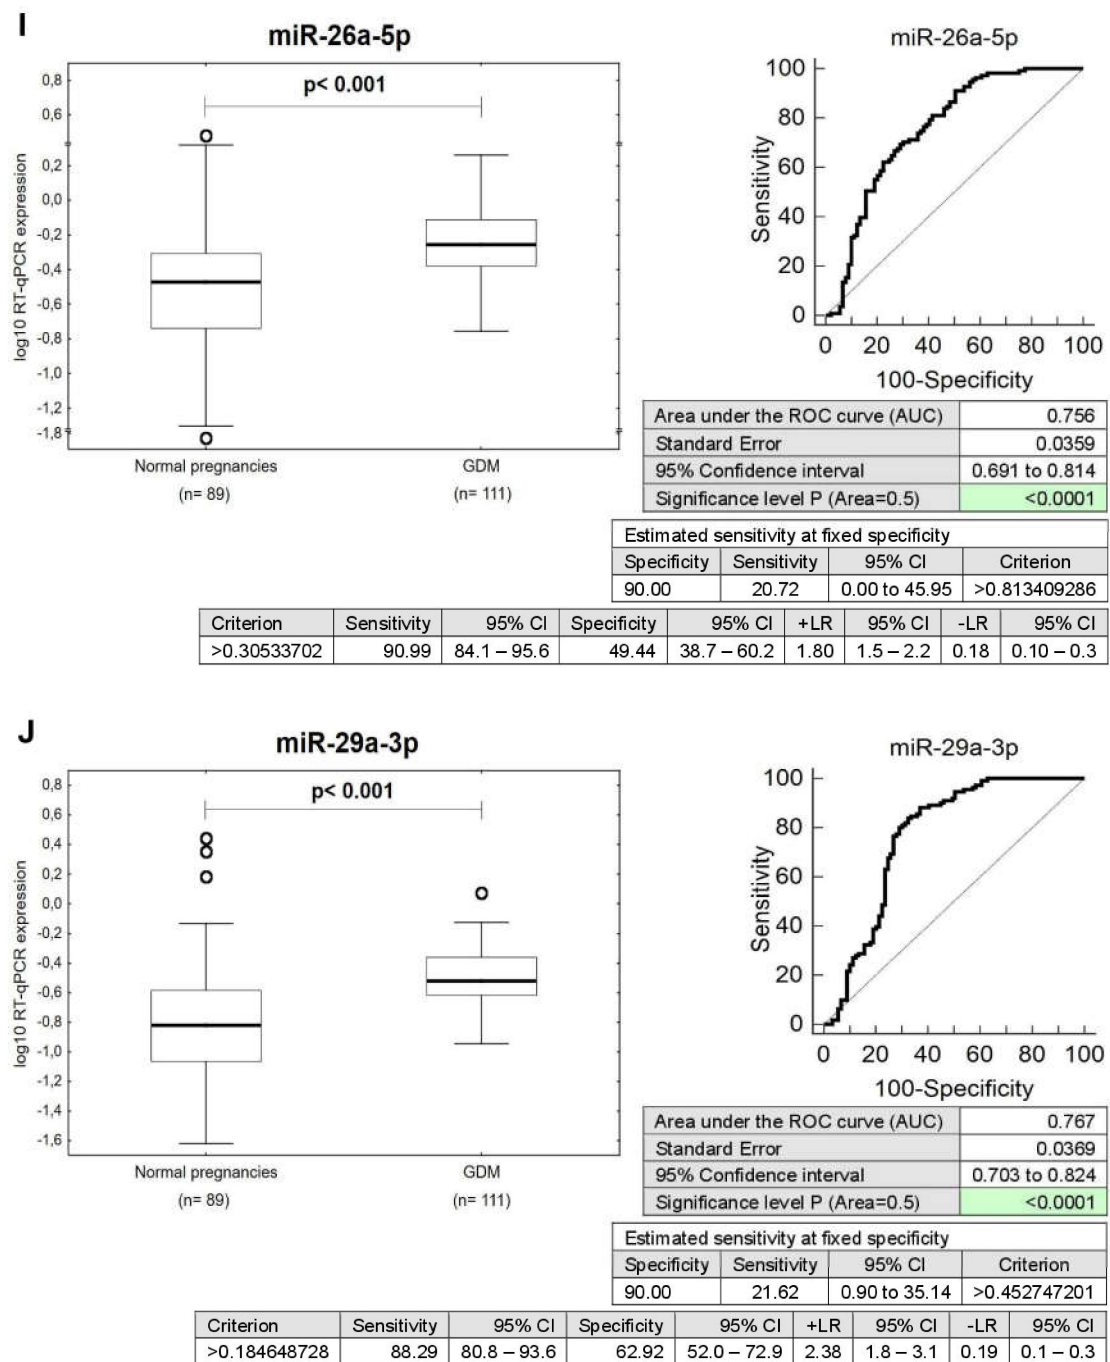 I
miR-26a-5p
p< 0.001
log10 RT-qPCR expression
0,8
0,6
0,2
0,0
-0,2
-0,4
-0,6
-0,8
-1,0
-1,2
-1,8
Normal pregnancies
(n= 89)
GDM
(n= 111)
miR-26a-5p
Sensitivity
100
80
60
40
20
0
0 20 40 60 80 100
100-Specificity
Area under the ROC curve (AUC) 0.756
Standard Error 0.0359
95% Confidence interval 0.691 to 0.814
Significance level P (Area=0.5) <0.0001
Estimated sensitivity at fixed specificity
Specificity Sensitivity 95% CI Criterion
90.00 20.72 0.00 to 45.95 >0.813409286
Criterion Sensitivity 95% CI Specificity 95% CI +LR 95% CI -LR 95% CI
>0.30533702 90.99 84.1 – 95.6 49.44 38.7 – 60.2 1.80 1.5 – 2.2 0.18 0.10 – 0.3
J
miR-29a-3p
p< 0.001
log10 RT-qPCR expression
0,8
0,6
0,4
0,2
0,0
-0,2
-0,4
-0,6
-0,8
-1,0
-1,2
-1,4
-1,6
Normal pregnancies
(n= 89)
GDM
(n= 111)
miR-29a-3p
Sensitivity
100
80
60
40
20
0
0 20 40 60 80 100
100-Specificity
Area under the ROC curve (AUC) 0.767
Standard Error 0.0369
95% Confidence interval 0.703 to 0.824
Significance level P (Area=0.5) <0.0001
Estimated sensitivity at fixed specificity
Specificity Sensitivity 95% CI Criterion
90.00 21.62 0.90 to 35.14 >0.452747201
Criterion Sensitivity 95% CI Specificity 95% CI +LR 95% CI -LR 95% CI
>0.184648728 88.29 80.8 – 93.6 62.92 52.0 – 72.9 2.38 1.8 – 3.1 0.19 0.1 – 0.3